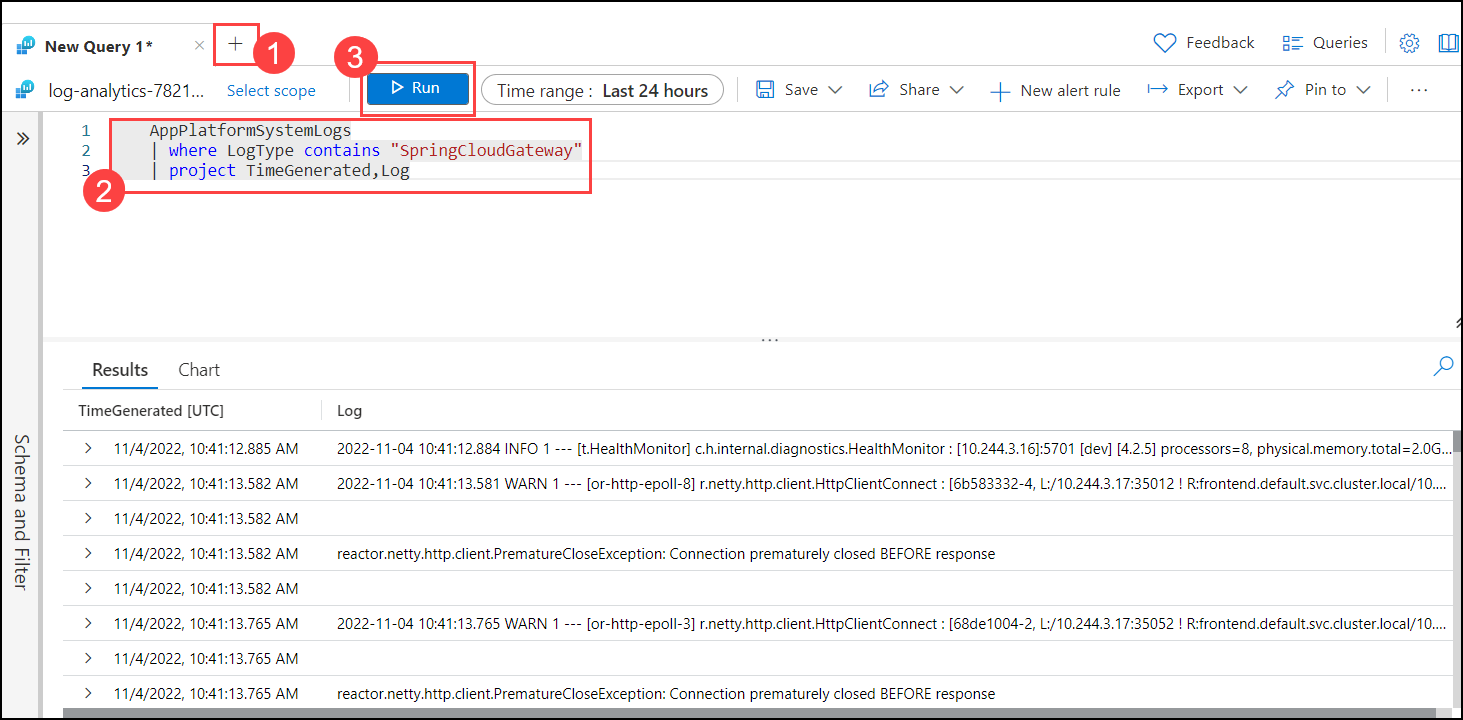 New Query 1*
1
3
Feedback
Queries
log-analytics-7821...
Select scope
Run
Time range : Last 24 hours
Save
Share
New alert rule
Export
Pin to
...
1 AppPlatformSystemLogs
2 | where LogType contains "SpringCloudGateway"
3 | project TimeGenerated,Log
2
...
Schema and Filter
Results
Chart
TimeGenerated [UTC] Log
11/4/2022, 10:41:12.885 AM 2022-11-04 10:41:12.884 INFO 1 --- [t.HealthMonitor] c.h.internal.diagnostics.HealthMonitor : [10.244.3.16]:5701 [dev] [4.2.5] processors=8, physical.memory.total=2.0G...
11/4/2022, 10:41:13.582 AM 2022-11-04 10:41:13.581 WARN 1 --- [or-http-epoll-8] r.netty.http.client.HttpClientConnect : [6b583332-4, L:/10.244.3.17:35012 ! R:frontend.default.svc.cluster.local/10....
11/4/2022, 10:41:13.582 AM
11/4/2022, 10:41:13.582 AM reactor.netty.http.client.PrematureCloseException: Connection prematurely closed BEFORE response
11/4/2022, 10:41:13.582 AM
11/4/2022, 10:41:13.765 AM 2022-11-04 10:41:13.765 WARN 1 --- [or-http-epoll-3] r.netty.http.client.HttpClientConnect : [68de1004-2, L:/10.244.3.17:35052 ! R:frontend.default.svc.cluster.local/10....
11/4/2022, 10:41:13.765 AM
11/4/2022, 10:41:13.765 AM reactor.netty.http.client.PrematureCloseException: Connection prematurely closed BEFORE response